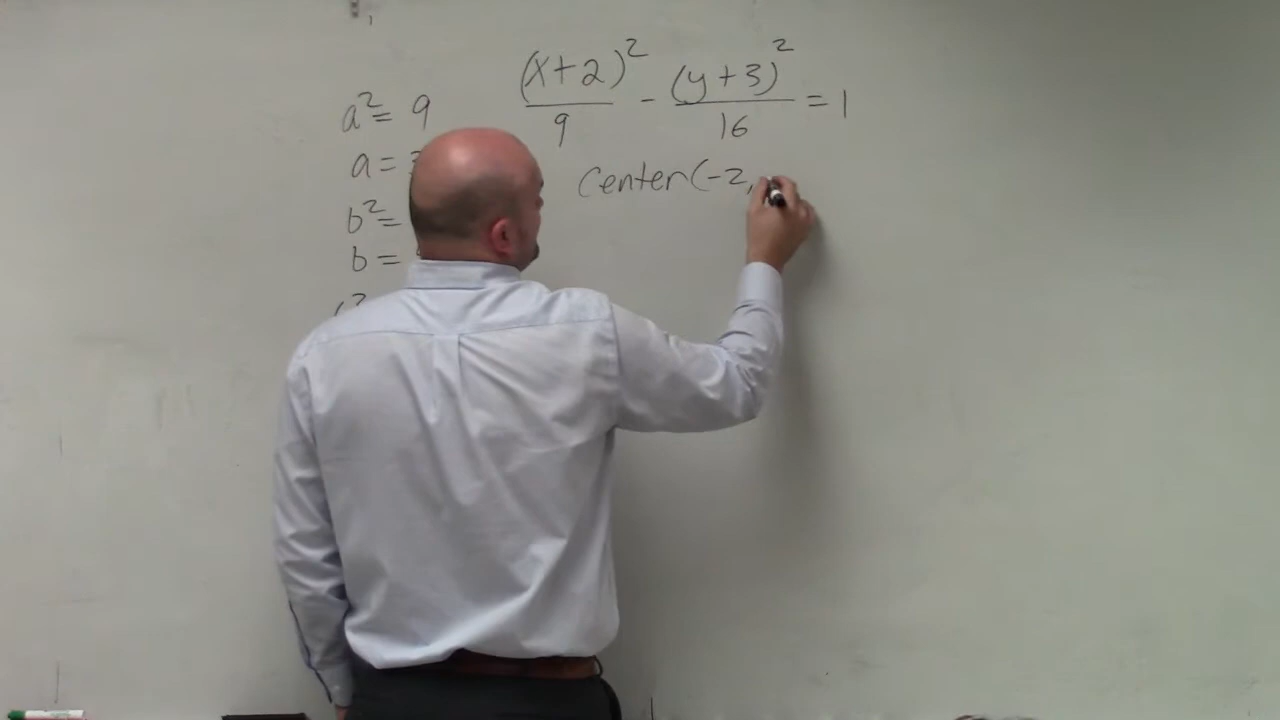 (x+2)²/9 - (y+3)²/16 = 1
Center(-2,
a² = 9
a =
b² =
b =